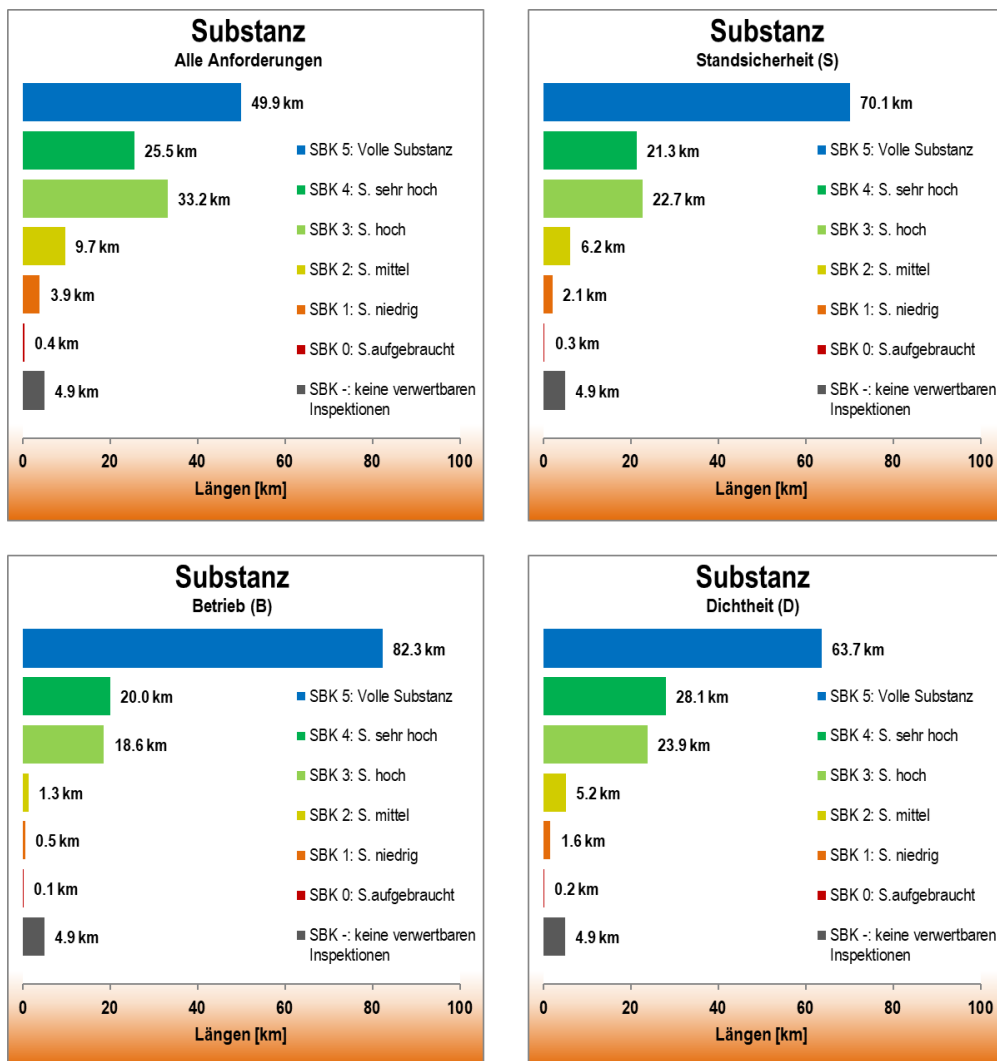 Substanz
Alle Anforderungen
49.9 km
25.5 km
33.2 km
9.7 km
3.9 km
0.4 km
4.9 km
SBK 5: Volle Substanz
SBK 4: S. sehr hoch
SBK 3: S. hoch
SBK 2: S. mittel
SBK 1: S. niedrig
SBK 0: S.aufgebraucht
SBK -: keine verwertbaren
Inspektionen
0 20 40 60 80 100
Längen [km]
Substanz
Standsicherheit (S)
70.1 km
21.3 km
22.7 km
6.2 km
2.1 km
0.3 km
4.9 km
SBK 5: Volle Substanz
SBK 4: S. sehr hoch
SBK 3: S. hoch
SBK 2: S. mittel
SBK 1: S. niedrig
SBK 0: S.aufgebraucht
SBK -: keine verwertbaren
Inspektionen
0 20 40 60 80 100
Längen [km]
Substanz
Betrieb (B)
82.3 km
20.0 km
18.6 km
1.3 km
0.5 km
0.1 km
4.9 km
SBK 5: Volle Substanz
SBK 4: S. sehr hoch
SBK 3: S. hoch
SBK 2: S. mittel
SBK 1: S. niedrig
SBK 0: S.aufgebraucht
SBK -: keine verwertbaren
Inspektionen
0 20 40 60 80 100
Längen [km]
Substanz
Dichtheit (D)
63.7 km
28.1 km
23.9 km
5.2 km
1.6 km
0.2 km
4.9 km
SBK 5: Volle Substanz
SBK 4: S. sehr hoch
SBK 3: S. hoch
SBK 2: S. mittel
SBK 1: S. niedrig
SBK 0: S.aufgebraucht
SBK -: keine verwertbaren
Inspektionen
0 20 40 60 80 100
Längen [km]